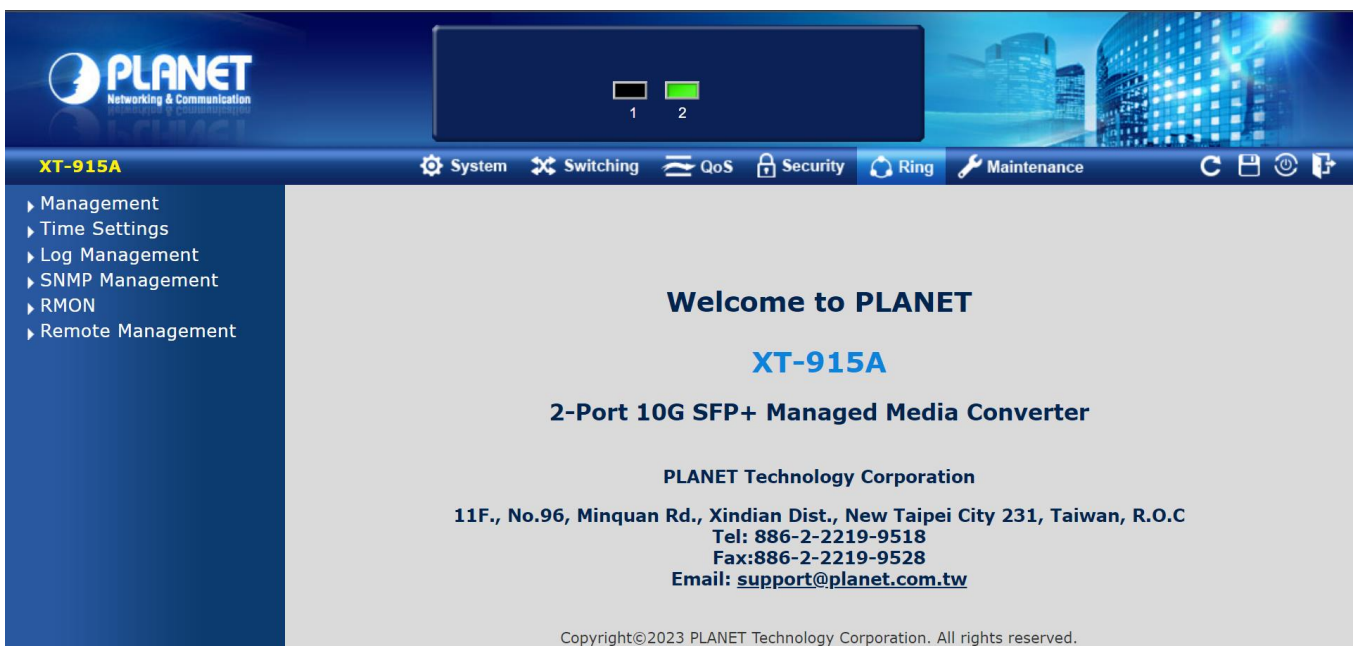 PLANET
Networking & Communication
1 2
XT-915A
System Switching QoS Security Ring Maintenance
Management
Time Settings
Log Management
SNMP Management
RMON
Remote Management
Welcome to PLANET
XT-915A
2-Port 10G SFP+ Managed Media Converter
PLANET Technology Corporation
11F., No.96, Minquan Rd., Xindian Dist., New Taipei City 231, Taiwan, R.O.C
Tel: 886-2-2219-9518
Fax:886-2-2219-9528
Email: support@planet.com.tw
Copyright©2023 PLANET Technology Corporation. All rights reserved.